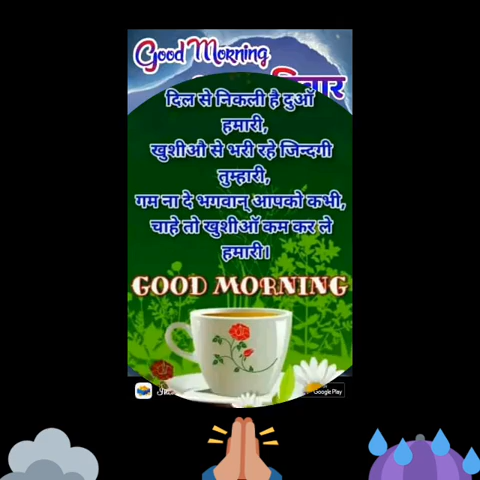 Good Morning
दिल से निकली है दुऑ
हमारी,
खुशीऔ से भरी रहे जिन्दगी
तुम्हारी,
गम ना दे भगवान् आपको कभी,
चाहे तो खुशीऑ कम कर ले
हमारी।
GOOD MORNING
Google Play